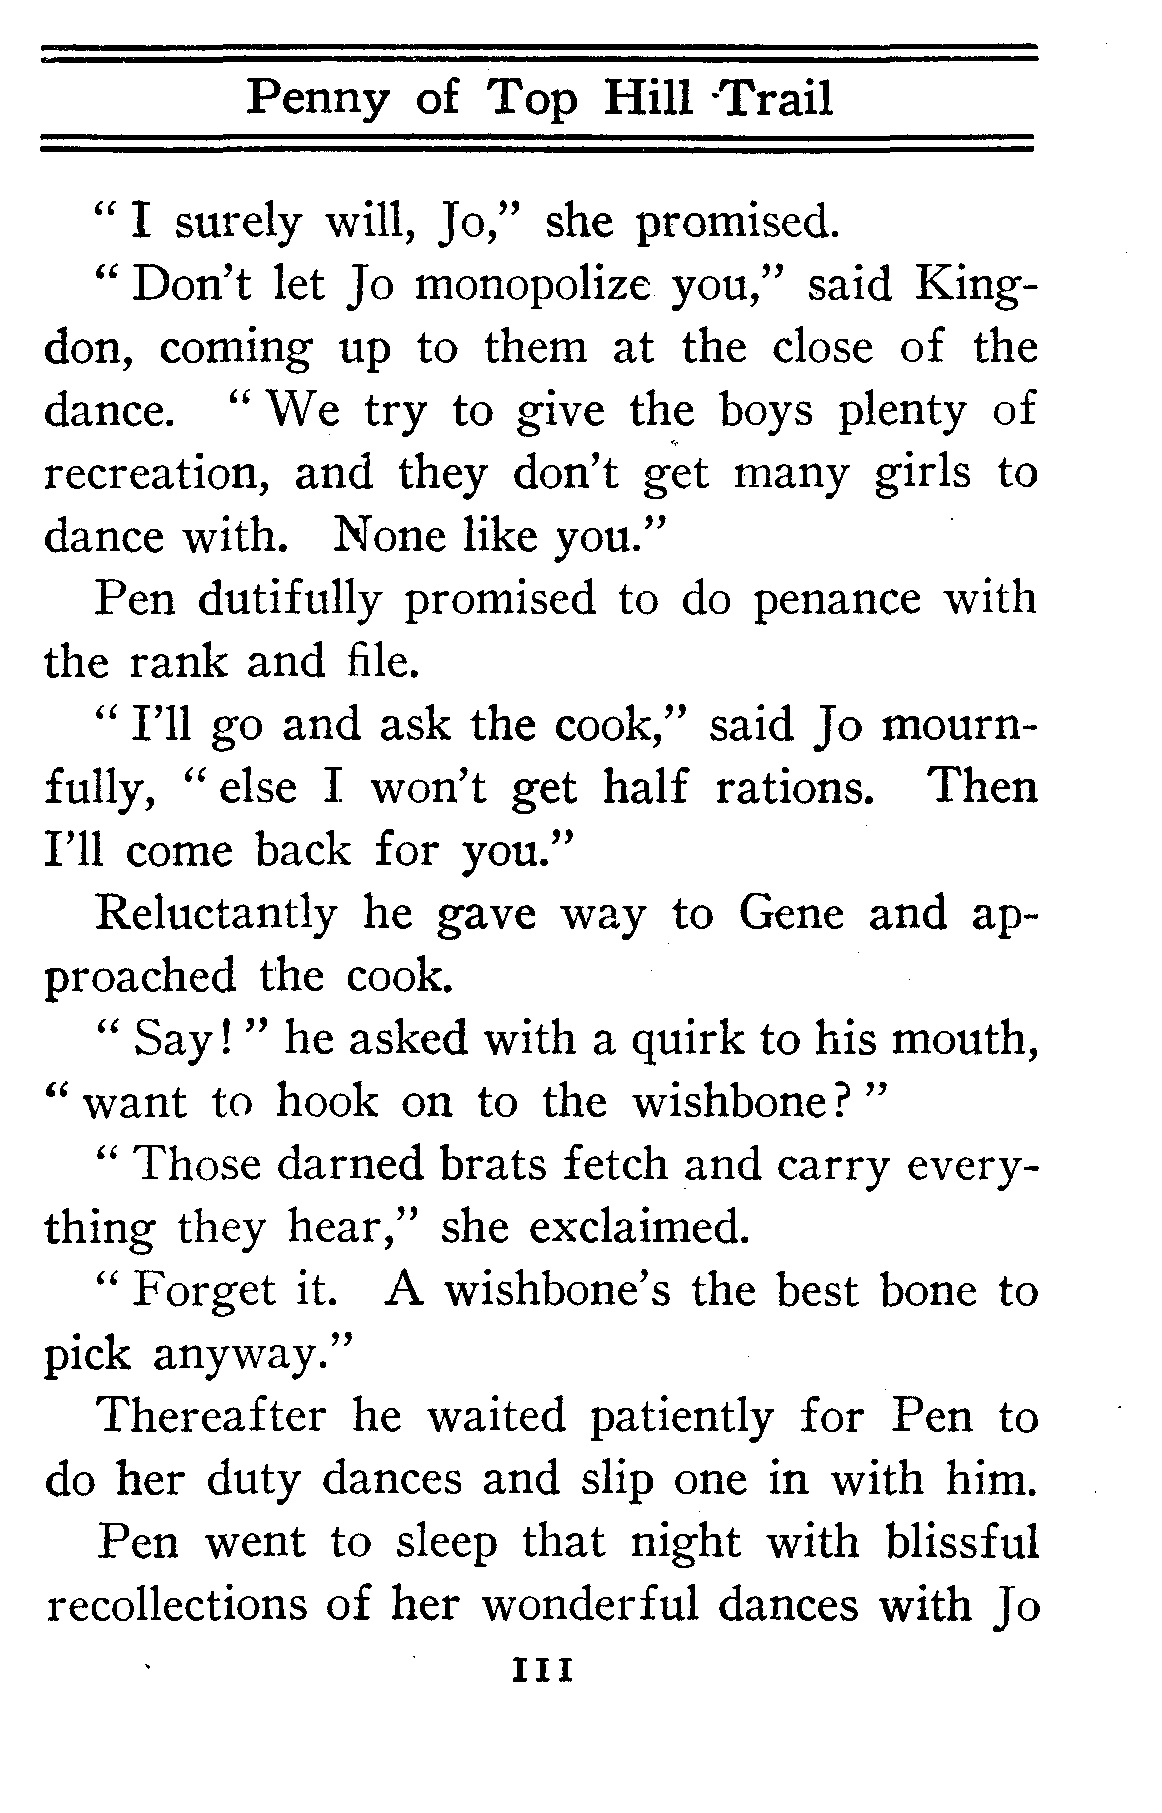 Penny of Top Hill Trail
“ I surely will, Jo,” she promised.
“ Don’t let Jo monopolize you,” said King-
don, coming up to them at the close of the
dance. “ We try to give the boys plenty of
recreation, and they don’t get many girls to
dance with. None like you.”
Pen dutifully promised to do penance with
the rank and file.
“ I’ll go and ask the cook,” said Jo mourn-
fully, “ else I won’t get half rations. Then
I’ll come back for you.”
Reluctantly he gave way to Gene and ap-
proached the cook.
“ Say! ” he asked with a quirk to his mouth,
“ want to hook on to the wishbone? ”
“ Those darned brats fetch and carry every-
thing they hear,” she exclaimed.
“ Forget it. A wishbone’s the best bone to
pick anyway.”
Thereafter he waited patiently for Pen to
do her duty dances and slip one in with him.
Pen went to sleep that night with blissful
recollections of her wonderful dances with Jo
111